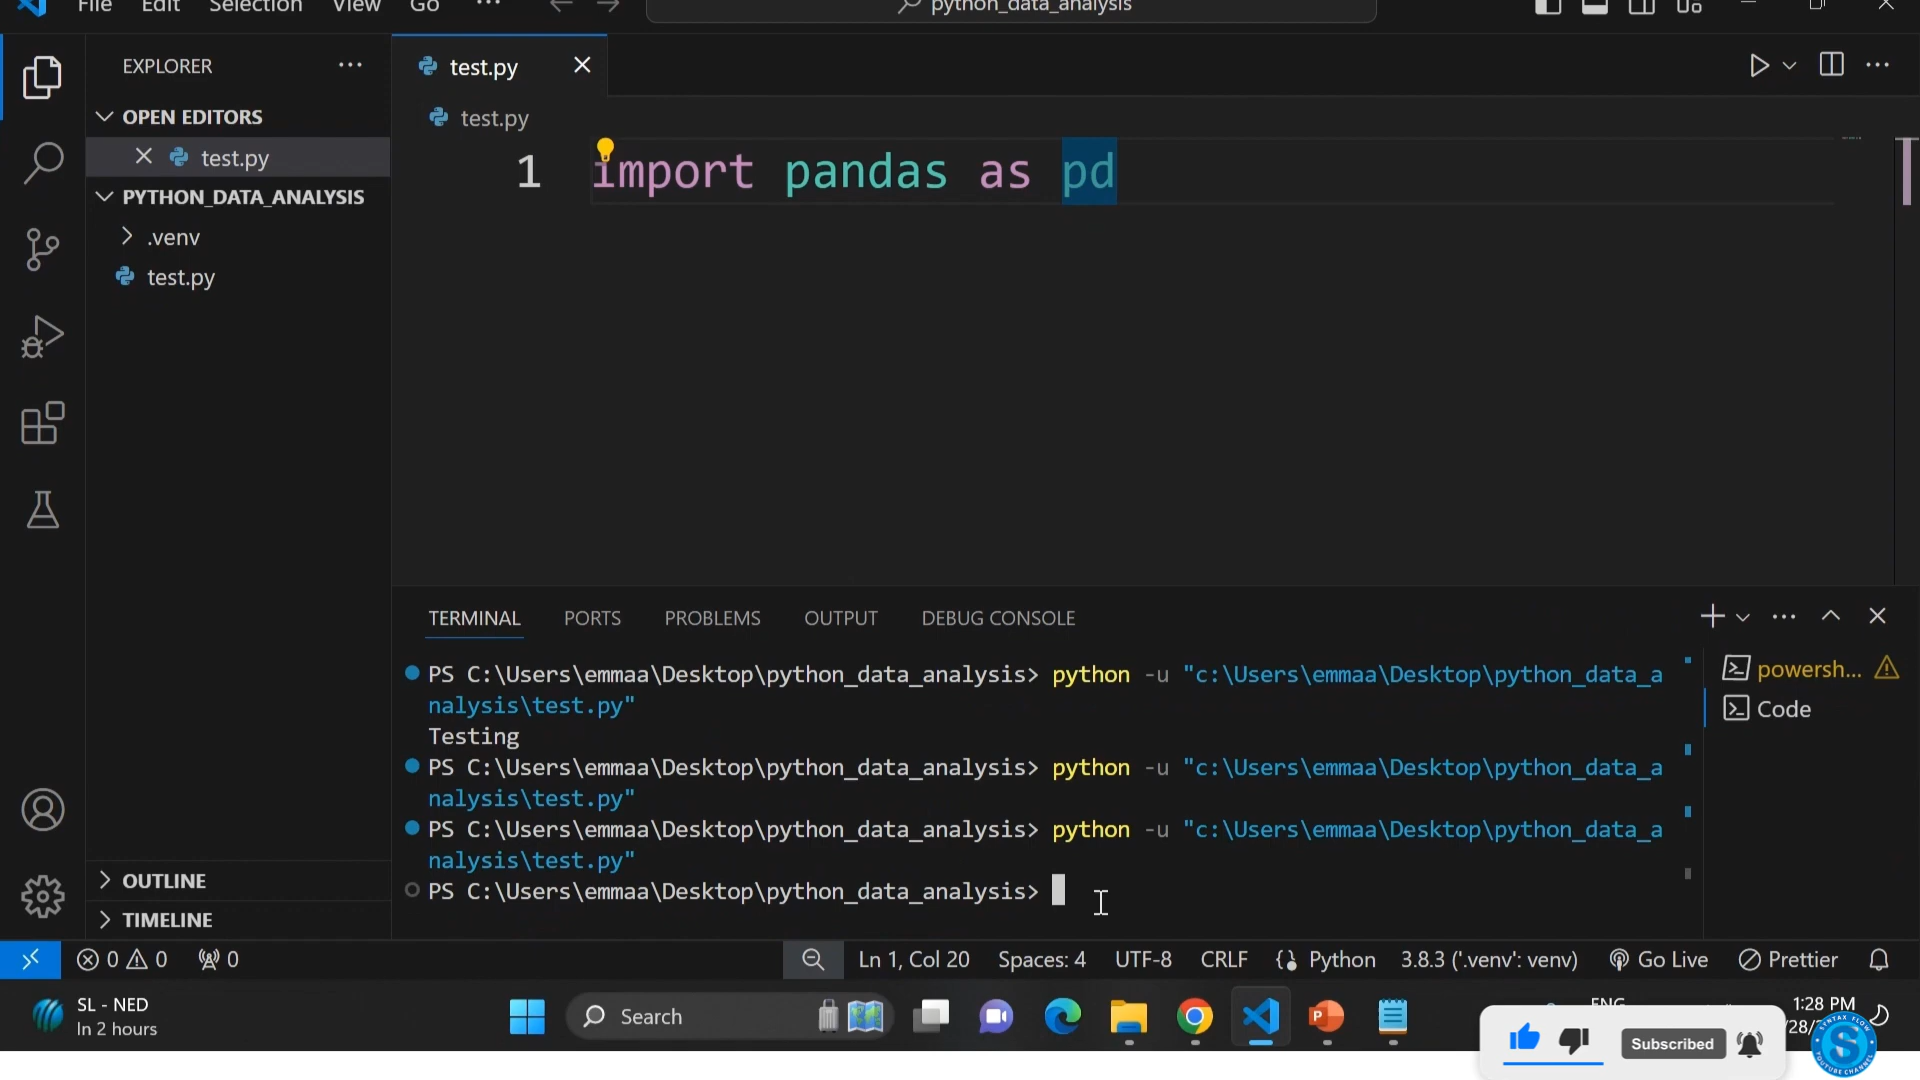 File Edit Selection View Go ...
python_data_analysis
EXPLORER
OPEN EDITORS
test.py
PYTHON_DATA_ANALYSIS
.venv
test.py
OUTLINE
TIMELINE
test.py
test.py
1 import pandas as pd
TERMINAL PORTS PROBLEMS OUTPUT DEBUG CONSOLE
PS C:\Users\emmaa\Desktop\python_data_analysis> python -u "c:\Users\emmaa\Desktop\python_data_a
nalysis\test.py"
Testing
PS C:\Users\emmaa\Desktop\python_data_analysis> python -u "c:\Users\emmaa\Desktop\python_data_a
nalysis\test.py"
PS C:\Users\emmaa\Desktop\python_data_analysis> python -u "c:\Users\emmaa\Desktop\python_data_a
nalysis\test.py"
PS C:\Users\emmaa\Desktop\python_data_analysis>
powersh...
Code
0 0 0 Ln 1, Col 20 Spaces: 4 UTF-8 CRLF Python 3.8.3 ('.venv': venv) Go Live Prettier
SL - NED
In 2 hours
Search
ENG
1:28 PM
Subscribed
SYNTAX FLOW
S
YOUTUBE CHANNEL